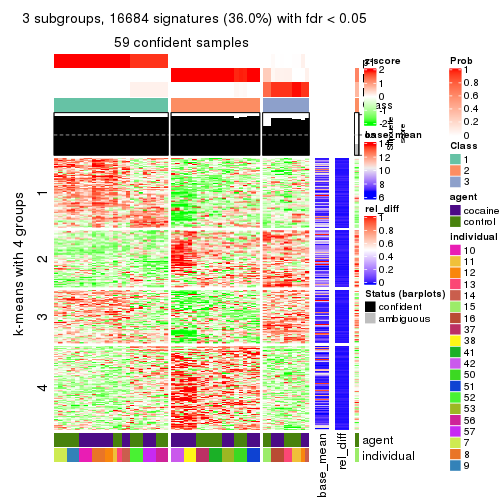 3 subgroups, 16684 signatures (36.0%) with fdr < 0.05
59 confident samples
k-means with 4 groups
1
2
3
4
z-score
2
1
0
-1
-2
base_mean
14
12
10
8
6
rel_diff
1
0.8
0.6
0.4
0.2
0
Status (barplots)
confident
ambiguous
Silhouette
score
base_mean
rel_diff
agent
individual
Prob
1
0.8
0.6
0.4
0.2
0
Class
1
2
3
agent
cocaine
control
individual
10
11
12
13
14
15
16
37
38
41
42
50
51
52
53
56
57
7
8
9